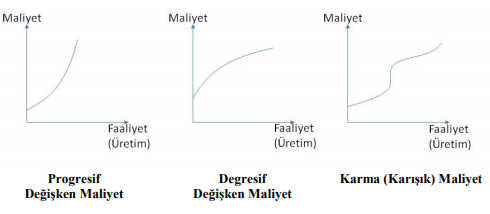 Maliyet
Faaliyet
(Üretim)
Progresif
Değişken Maliyet
Maliyet
Faaliyet
(Üretim)
Degresif
Değişken Maliyet
Maliyet
Faaliyet
(Üretim)
Karma (Karışık) Maliyet